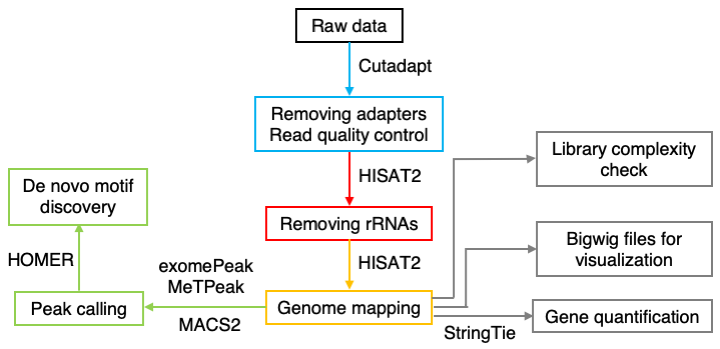 Raw data
Cutadapt
Removing adapters
Read quality control
HISAT2
Removing rRNAs
HISAT2
Genome mapping
exomePeak
MeTPeak
MACS2
Peak calling
HOMER
De novo motif
discovery
Library complexity
check
Bigwig files for
visualization
StringTie
Gene quantification